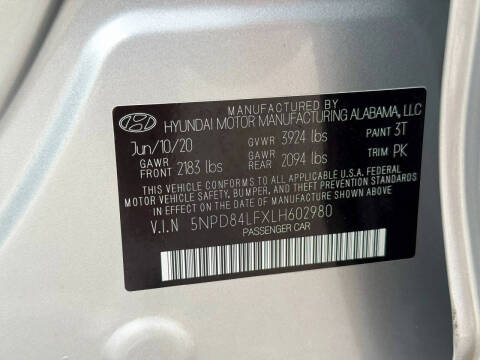 MANUFACTURED BY
HYUNDAI MOTOR MANUFACTURING ALABAMA, LLC
Jun/10/20 GVWR 3924 lbs PAINT 3T
GAWR FRONT 2183 lbs GAWR REAR 2094 lbs TRIM PK
THIS VEHICLE CONFORMS TO ALL APPLICABLE U.S.A. FEDERAL
MOTOR VEHICLE SAFETY, BUMPER, AND THEFT PREVENTION STANDARDS
IN EFFECT ON THE DATE OF MANUFACTURE SHOWN ABOVE
V.I.N 5NPD84LFXLH602980
PASSENGER CAR